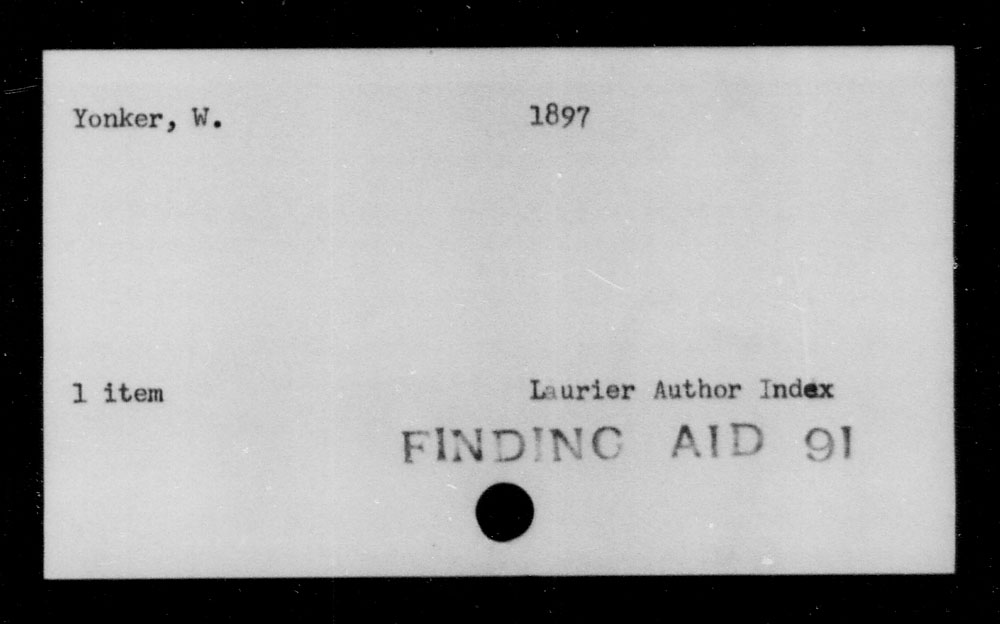 Yonker, W. 1897
1 item Laurier Author Index
FINDING AID 91